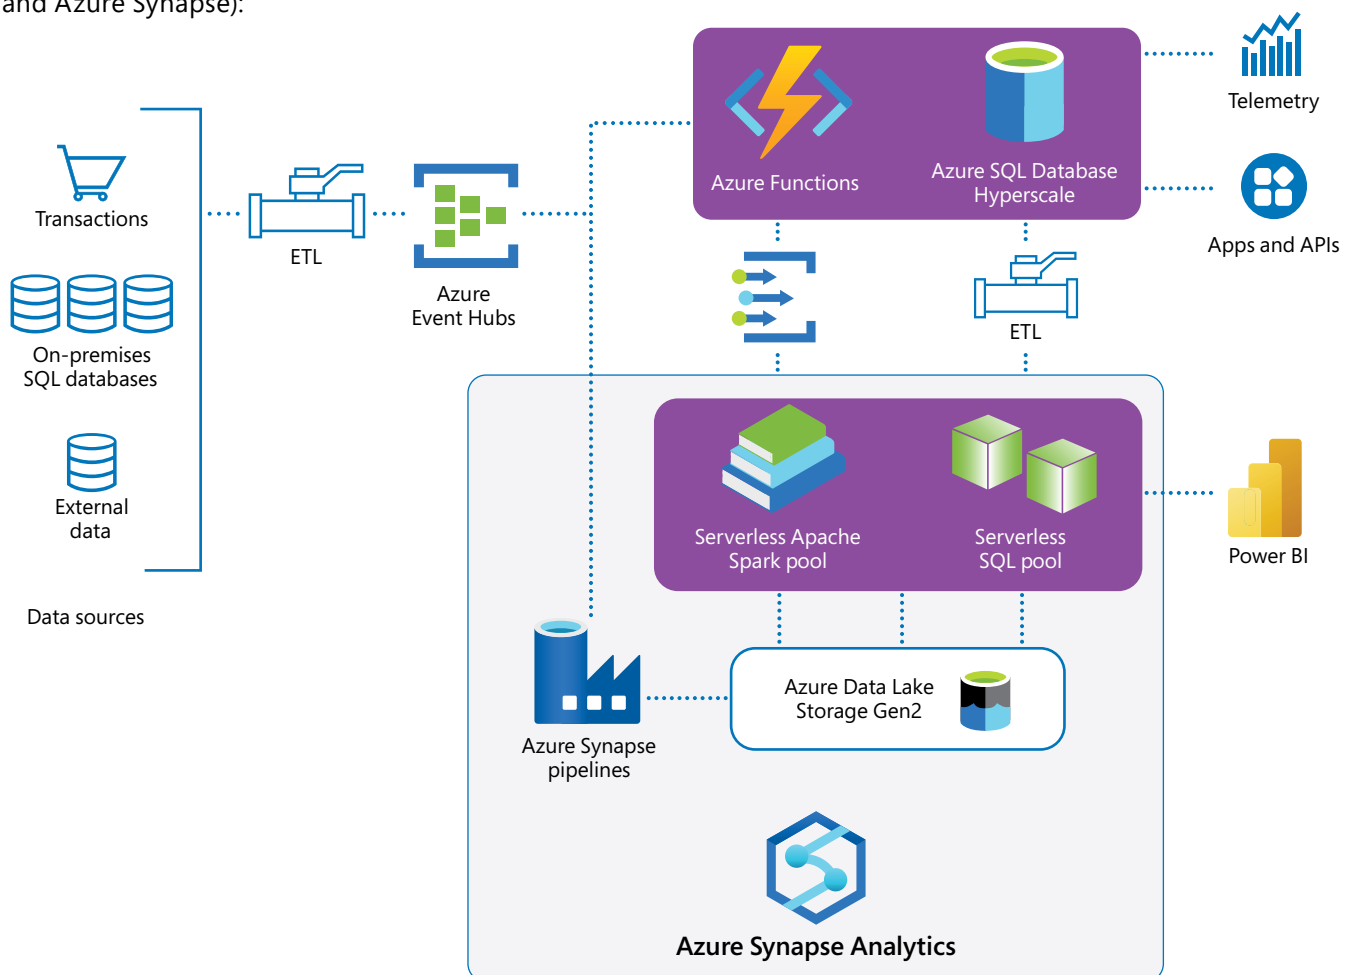 and Azure Synapse):
Telemetry
Azure Functions
Azure SQL Database
Hyperscale
Transactions
ETL
Apps and APIs
Azure
Event Hubs
ETL
On-premises
SQL databases
External
data
Serverless Apache
Spark pool
Serverless
SQL pool
Power BI
Data sources
Azure Data Lake
Storage Gen2
Azure Synapse
pipelines
Azure Synapse Analytics